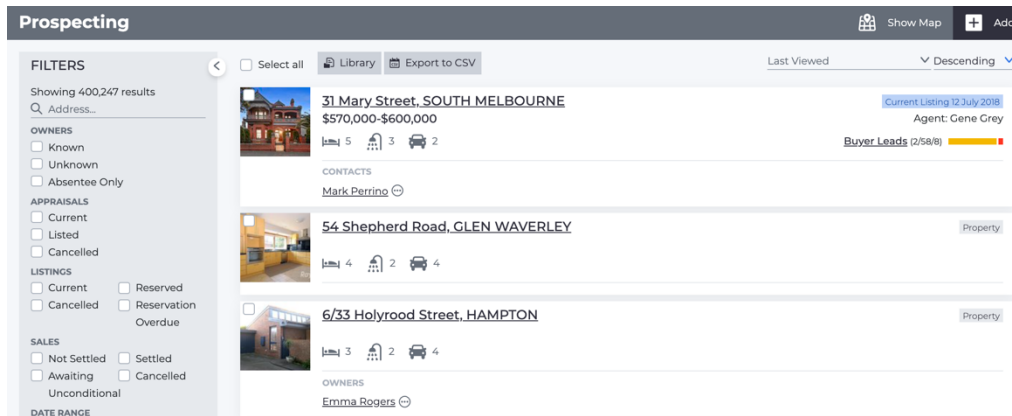 Prospecting
Show Map
Add
FILTERS
Showing 400,247 results
Address...
OWNERS
Known
Unknown
Absentee Only
APPRAISALS
Current
Listed
Cancelled
LISTINGS
Current Reserved
Cancelled Reservation
Overdue
SALES
Not Settled Settled
Awaiting Cancelled
Unconditional
DATE RANGE
Select all Library Export to CSV Last Viewed Descending
31 Mary Street, SOUTH MELBOURNE Current Listing 12 July 2018
$570,000-$600,000 Agent: Gene Grey
5 3 2 Buyer Leads (2/58/8)
CONTACTS
Mark Perrino
54 Shepherd Road, GLEN WAVERLEY Property
4 2 4
6/33 Holyrood Street, HAMPTON Property
3 2 4
OWNERS
Emma Rogers